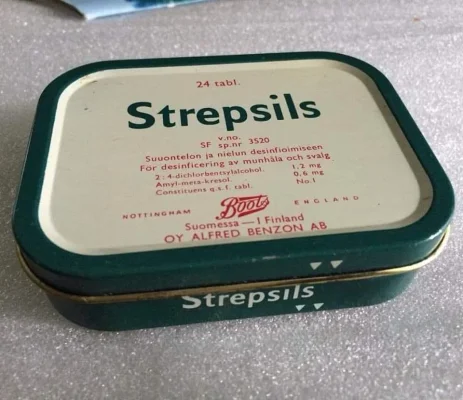 24 tabl.
Strepsils
v.no.
SF sp.nr 3520
Suuontelon ja nielun desinfioimiseen
För desinficering av munhåla och svalg
2:4-dichlorbentsylalcohol. 1,2 mg
Amyl-meta-kresol. 0,6 mg
Constituens q.s.f. tabl. No.1
NOTTINGHAM Boots ENGLAND
Suomessa — I Finland
OY ALFRED BENZON AB
Strepsils